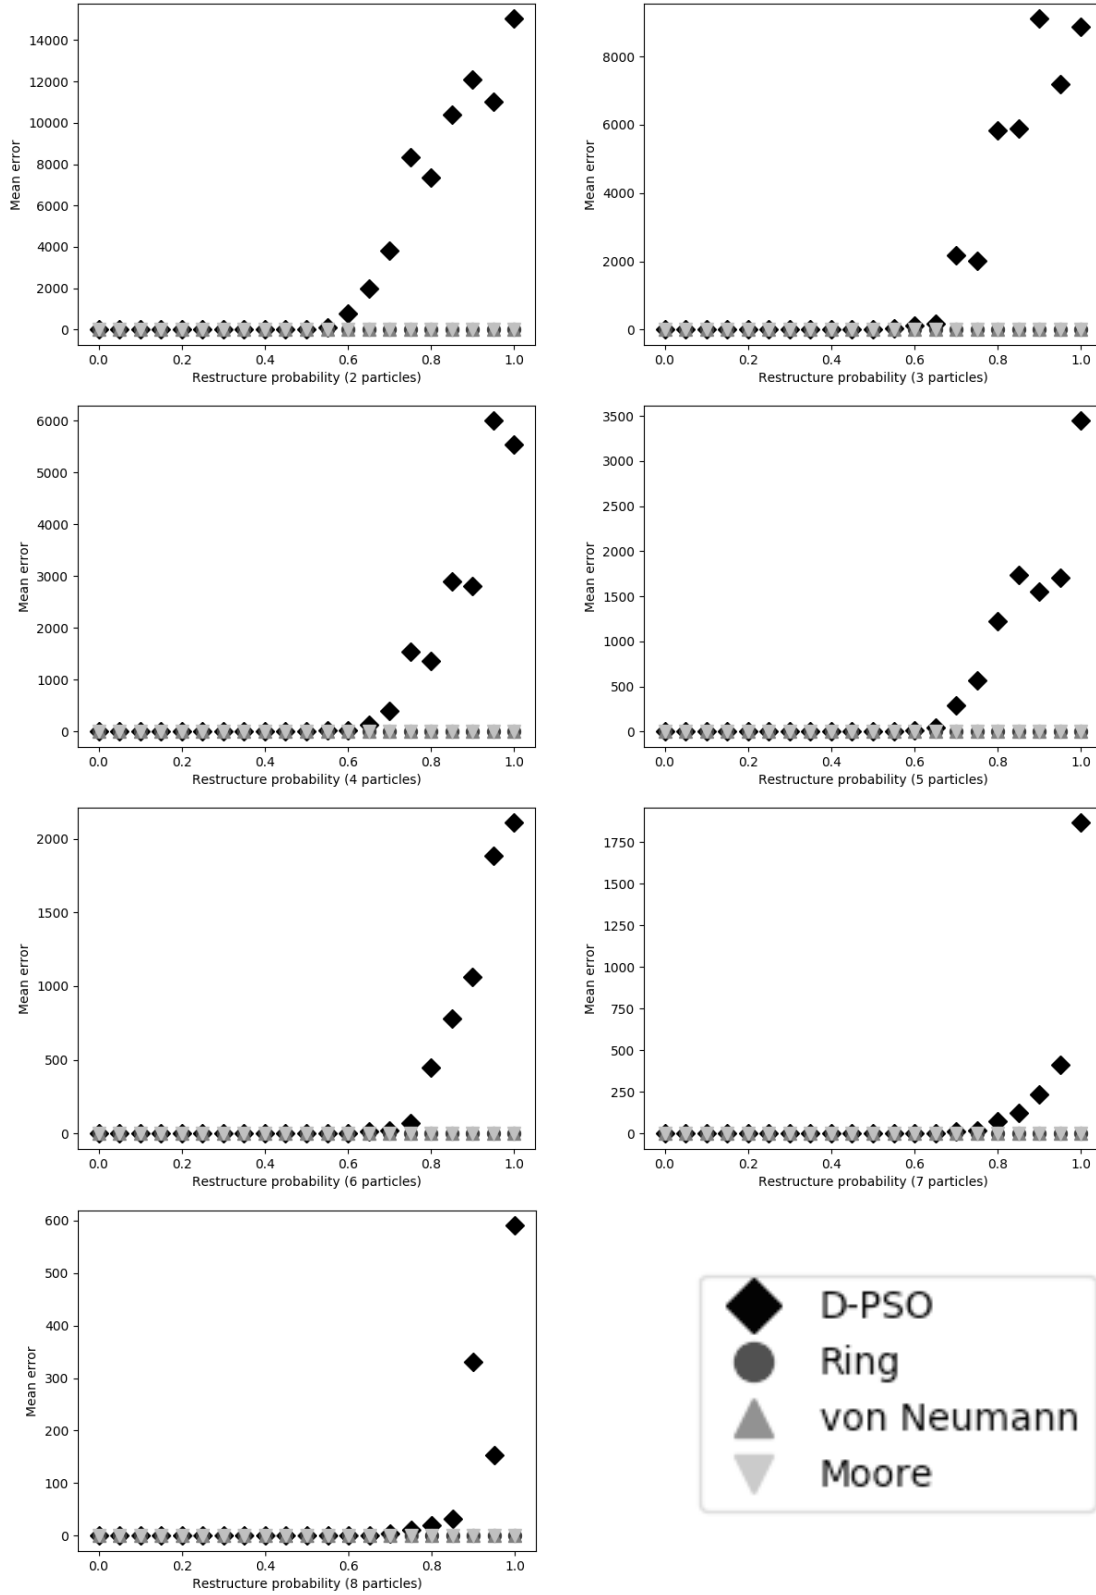 14000
12000
10000
8000
6000
4000
2000
0
Mean error
0.0 0.2 0.4 0.6 0.8 1.0
Restructure probability (2 particles)
8000
6000
4000
2000
0
Mean error
0.0 0.2 0.4 0.6 0.8 1.0
Restructure probability (3 particles)
6000
5000
4000
3000
2000
1000
0
Mean error
0.0 0.2 0.4 0.6 0.8 1.0
Restructure probability (4 particles)
3500
3000
2500
2000
1500
1000
500
0
Mean error
0.0 0.2 0.4 0.6 0.8 1.0
Restructure probability (5 particles)
2000
1500
1000
500
0
Mean error
0.0 0.2 0.4 0.6 0.8 1.0
Restructure probability (6 particles)
1750
1500
1250
1000
750
500
250
0
Mean error
0.0 0.2 0.4 0.6 0.8 1.0
Restructure probability (7 particles)
600
500
400
300
200
100
0
Mean error
0.0 0.2 0.4 0.6 0.8 1.0
Restructure probability (8 particles)
D-PSO
Ring
von Neumann
Moore